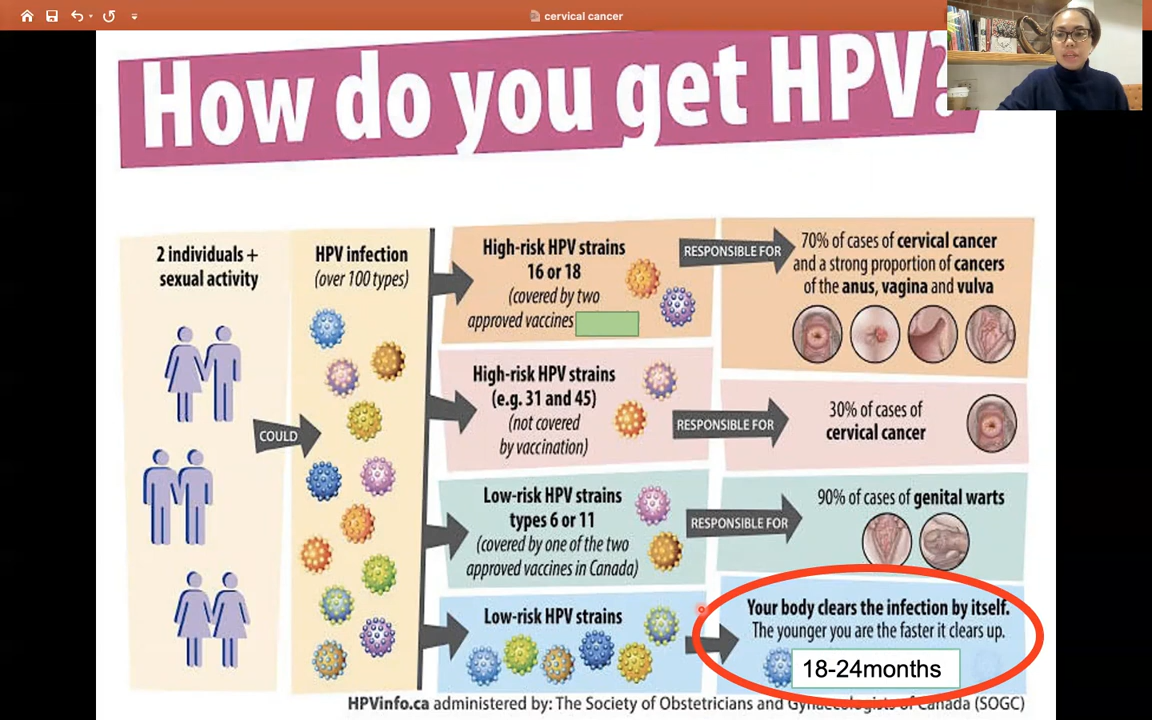 cervical cancer
How do you get HPV?
2 individuals +
sexual activity
COULD
HPV infection
(over 100 types)
High-risk HPV strains
16 or 18
(covered by two
approved vaccines
RESPONSIBLE FOR
70% of cases of cervical cancer
and a strong proportion of cancers
of the anus, vagina and vulva
High-risk HPV strains
(e.g. 31 and 45)
(not covered
by vaccination)
RESPONSIBLE FOR
30% of cases of
cervical cancer
Low-risk HPV strains
types 6 or 11
(covered by one of the two
approved vaccines in Canada)
RESPONSIBLE FOR
90% of cases of genital warts
Low-risk HPV strains
Your body clears the infection by itself.
The younger you are the faster it clears up.
18-24months
HPVinfo.ca administered by: The Society of Obstetricians and Gynaecologists of Canada (SOGC)